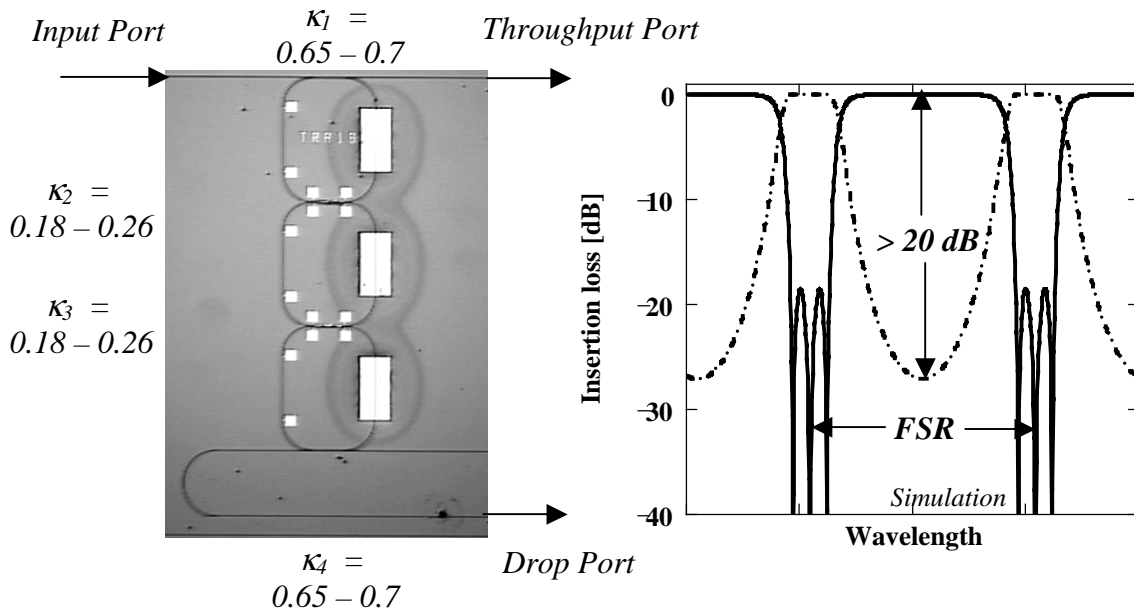 Input Port
κ1 =
0.65 – 0.7
Throughput Port
κ2 =
0.18 – 0.26
κ3 =
0.18 – 0.26
κ4 =
0.65 – 0.7
Drop Port
Insertion loss [dB]
0
–10
–20
–30
–40
> 20 dB
FSR
Simulation
Wavelength